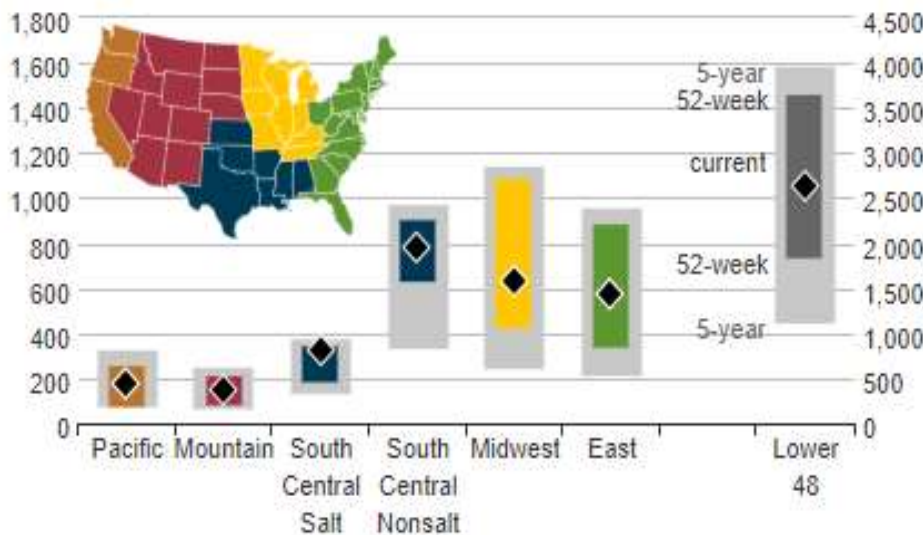 1,800
1,600
1,400
1,200
1,000
800
600
400
200
0
4,500
4,000
3,500
3,000
2,500
2,000
1,500
1,000
500
0
5-year
52-week
current
52-week
5-year
Pacific
Mountain
South
Central
Salt
South
Central
Nonsalt
Midwest
East
Lower
48